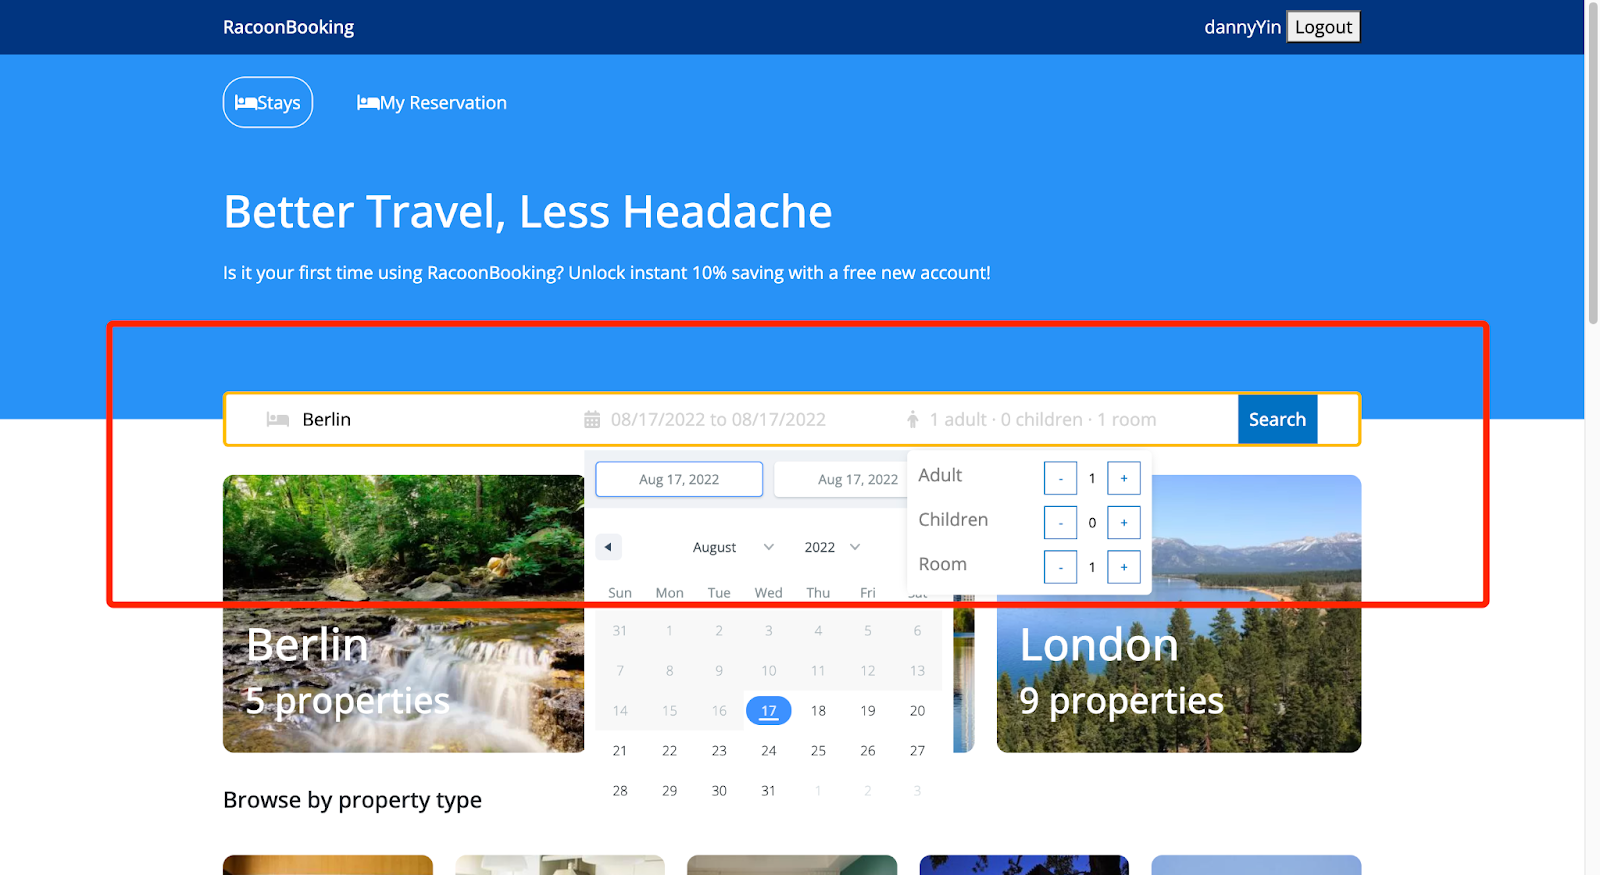 RacoonBooking
dannyYin Logout
Stays
My Reservation
Better Travel, Less Headache
Is it your first time using RacoonBooking? Unlock instant 10% saving with a free new account!
Berlin
08/17/2022 to 08/17/2022
1 adult · 0 children · 1 room
Search
Aug 17, 2022
Aug 17, 2022
August
2022
Sun Mon Tue Wed Thu Fri Sat
31 1 2 3 4 5 6
7 8 9 10 11 12 13
14 15 16 17 18 19 20
21 22 23 24 25 26 27
28 29 30 31 1 2 3
Adult - 1 +
Children - 0 +
Room - 1 +
Berlin
5 properties
London
9 properties
Browse by property type